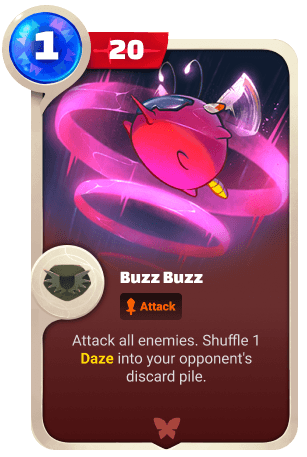 1
20
Buzz Buzz
Attack
Attack all enemies. Shuffle 1
Daze into your opponent's
discard pile.